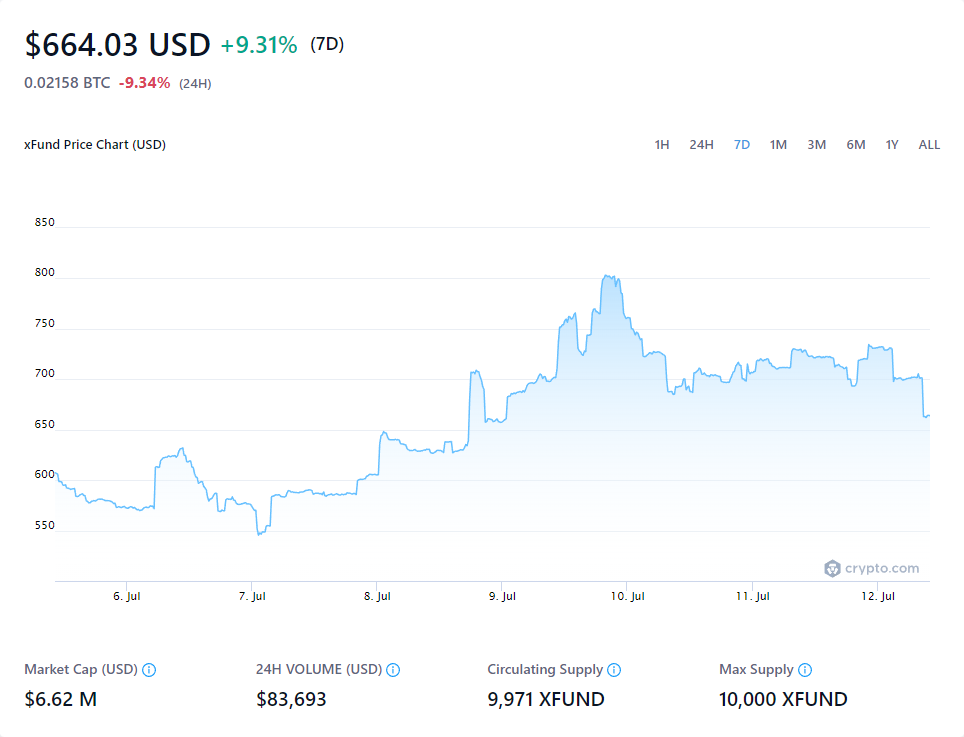 $664.03 USD +9.31% (7D)
0.02158 BTC -9.34% (24H)
xFund Price Chart (USD) 1H 24H 7D 1M 3M 6M 1Y ALL
850
800
750
700
650
600
550
crypto.com
6. Jul 7. Jul 8. Jul 9. Jul 10. Jul 11. Jul 12. Jul
Market Cap (USD) 24H VOLUME (USD) Circulating Supply Max Supply
$6.62 M $83,693 9,971 XFUND 10,000 XFUND